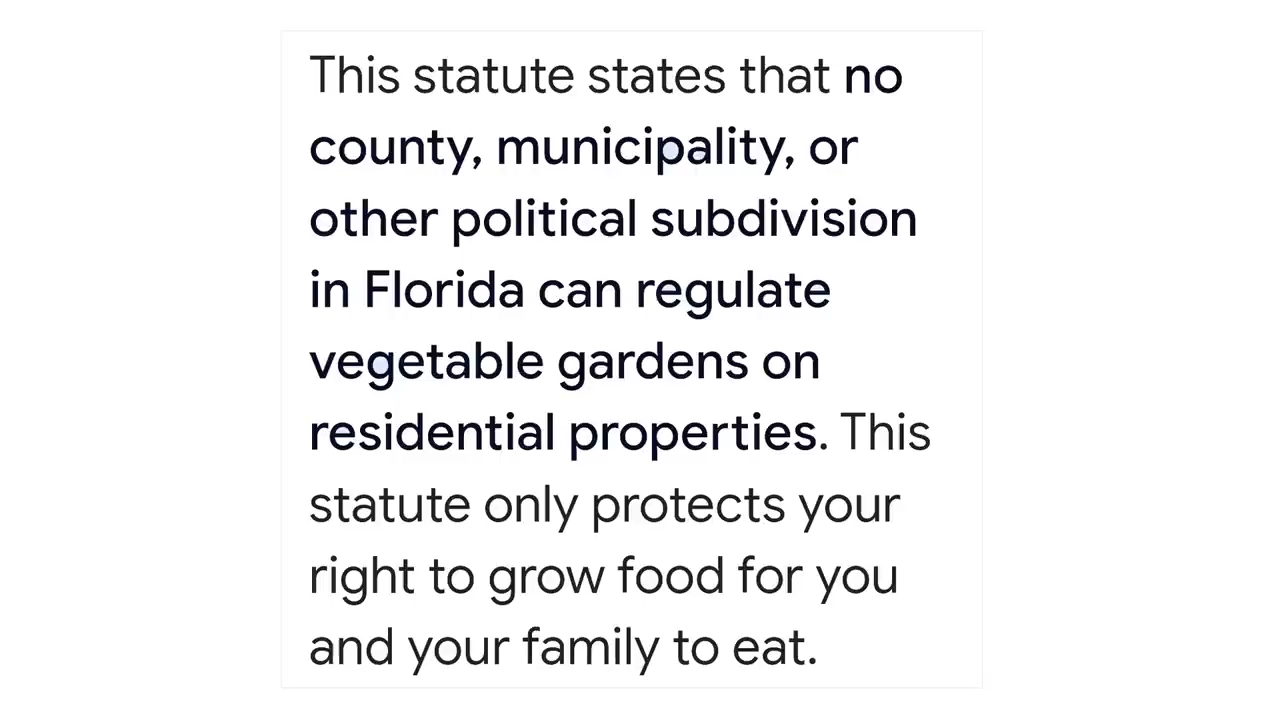 This statute states that no
county, municipality, or
other political subdivision
in Florida can regulate
vegetable gardens on
residential properties. This
statute only protects your
right to grow food for you
and your family to eat.